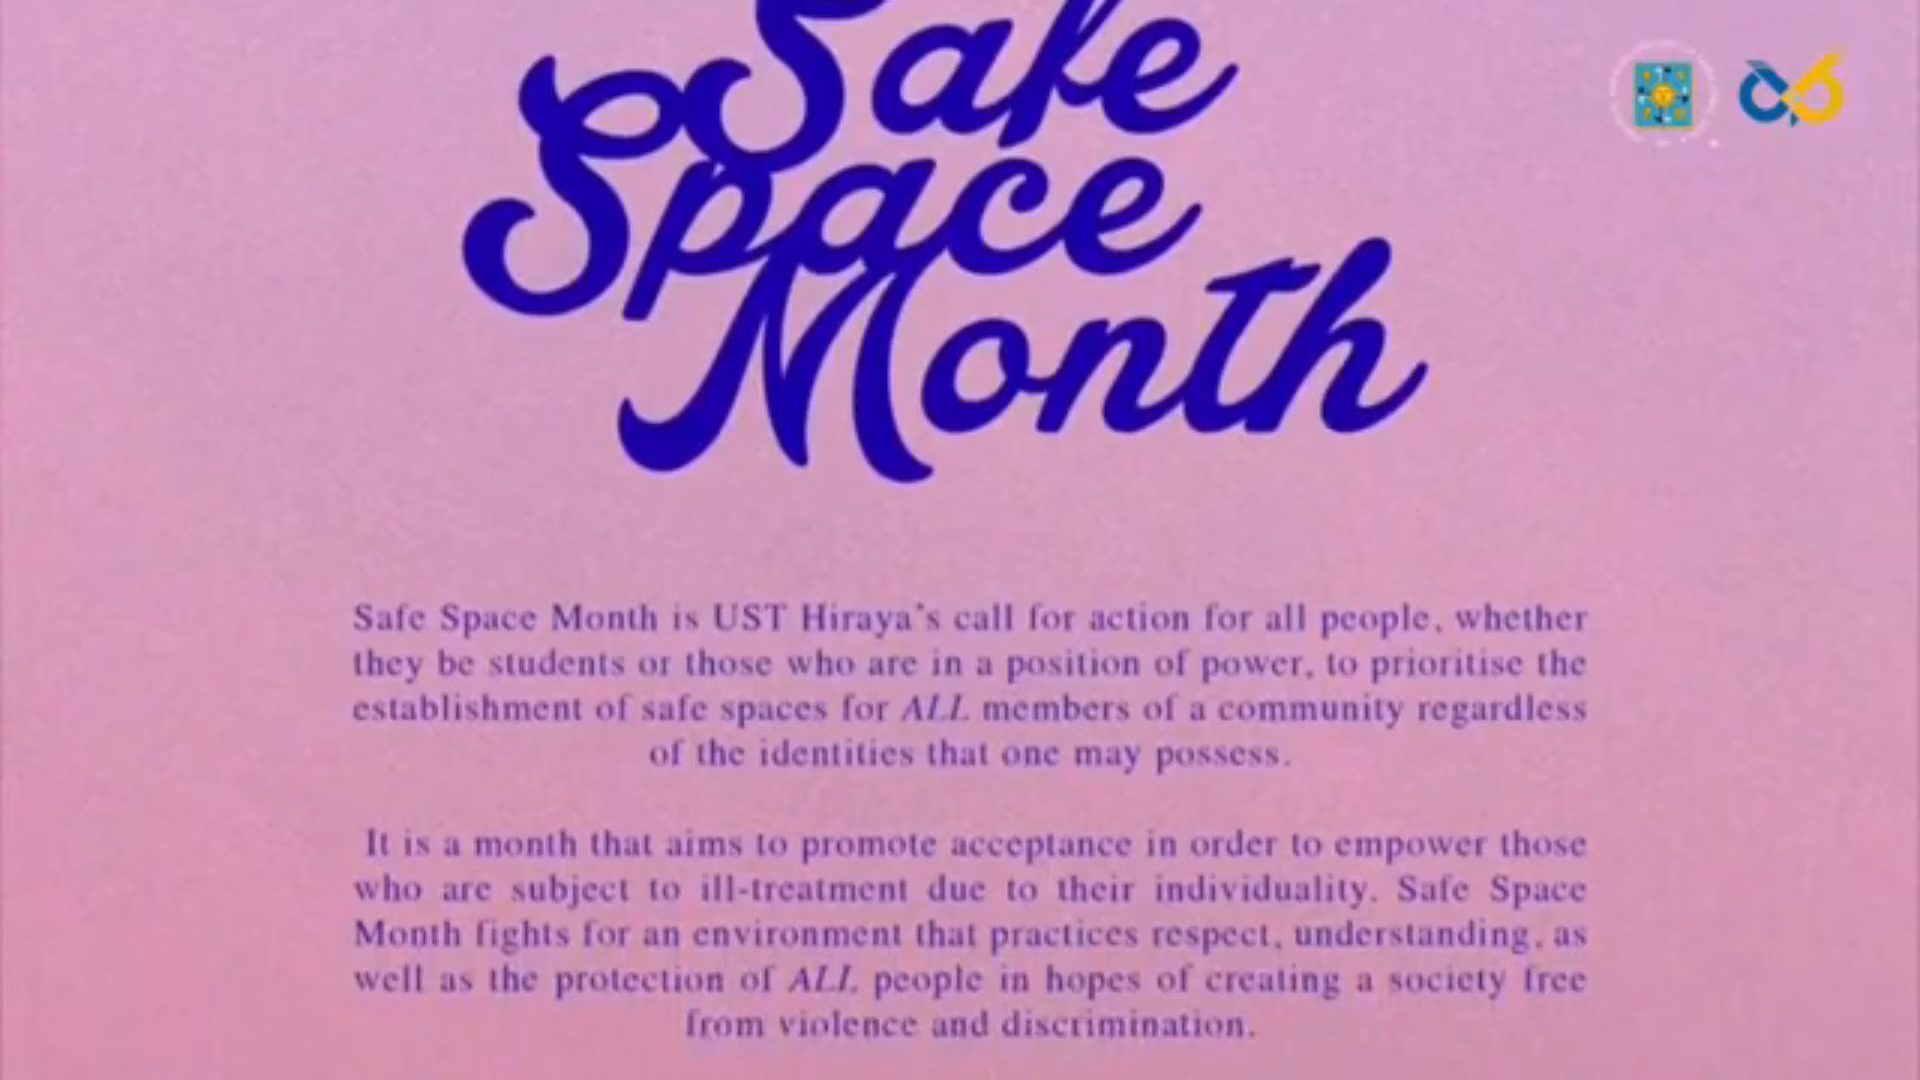 Safe
Space
Month
Safe Space Month is UST Hiraya's call for action for all people, whether
they be students or those who are in a position of power, to prioritise the
establishment of safe spaces for ALL members of a community regardless
of the identities that one may possess.
It is a month that aims to promote acceptance in order to empower those
who are subject to ill-treatment due to their individuality. Safe Space
Month fights for an environment that practices respect, understanding, as
well as the protection of ALL people in hopes of creating a society free
from violence and discrimination.